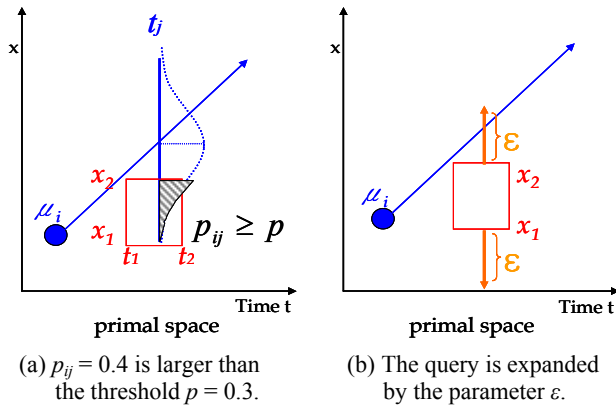 x
t_j
μ_i
x_2
x_1
t_1
t_2
p_ij ≥ p
Time t
primal space
(a) p_ij = 0.4 is larger than
the threshold p = 0.3.
x
μ_i
ε
x_2
x_1
ε
Time t
primal space
(b) The query is expanded
by the parameter ε.